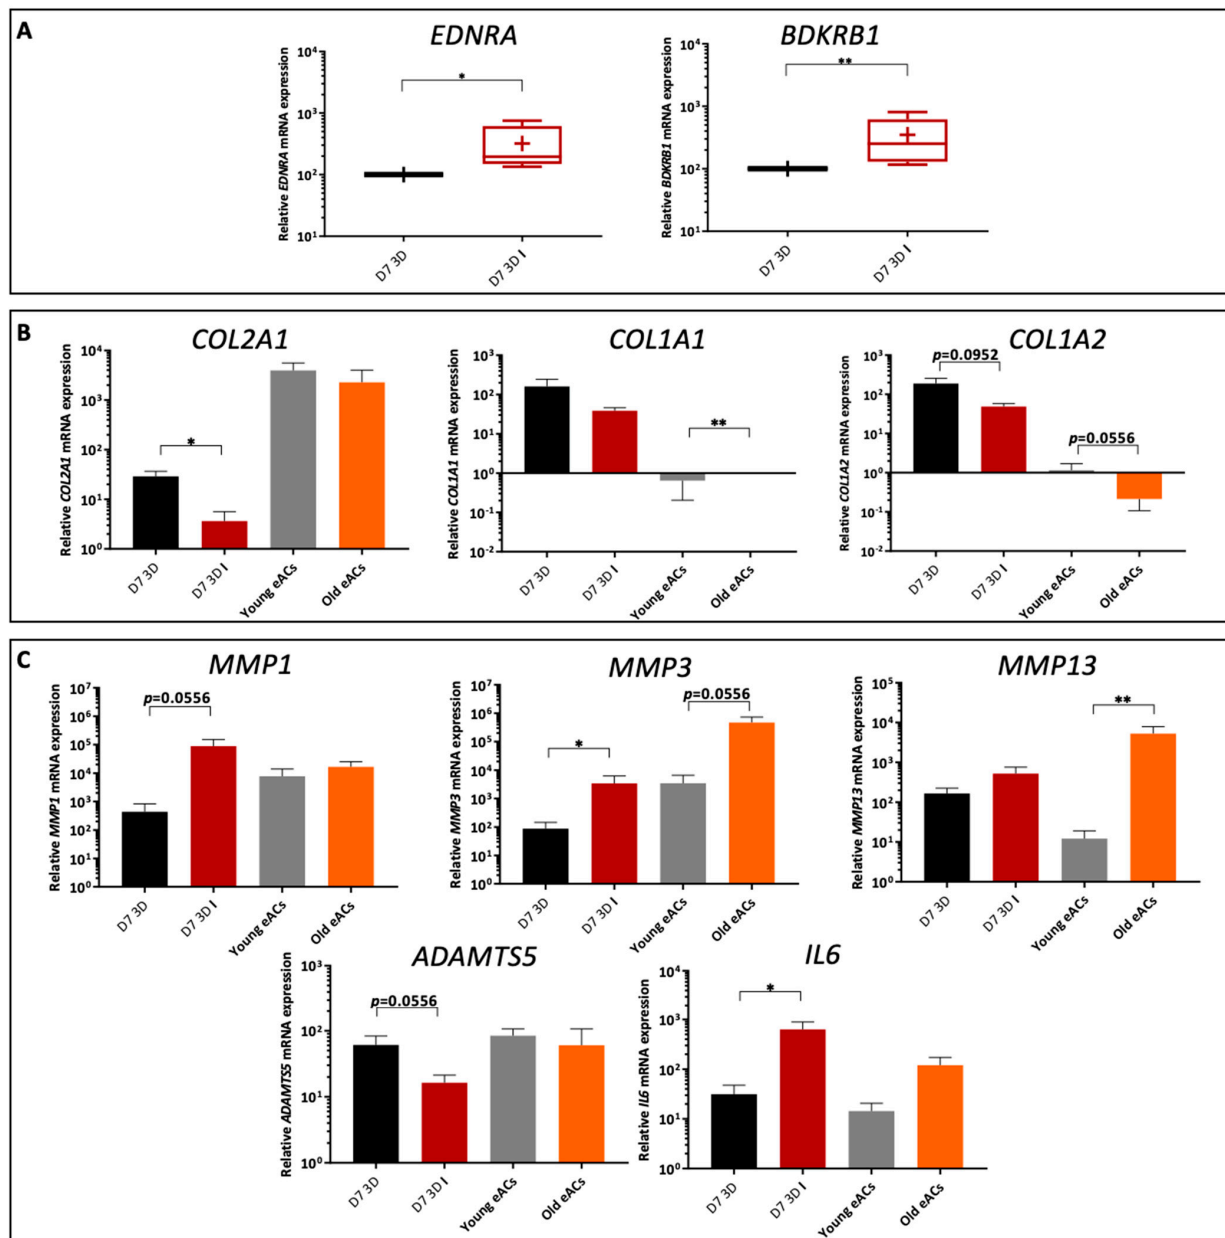 A
EDNRA
BDKRB1
Relative EDNRA mRNA expression
10⁴
10³
10²
10¹
*
D7 3D
D7 3D I
Relative BDKRB1 mRNA expression
10⁴
10³
10²
10¹
**
D7 3D
D7 3D I
B
COL2A1
COL1A1
COL1A2
Relative COL2A1 mRNA expression
10⁴
10³
10²
10¹
10⁰
*
D7 3D
D7 3D I
Young eACs
Old eACs
Relative COL1A1 mRNA expression
10³
10²
10¹
10⁰
10⁻¹
10⁻²
**
D7 3D
D7 3D I
Young eACs
Old eACs
Relative COL1A2 mRNA expression
10³
10²
10¹
10⁰
10⁻¹
10⁻²
p=0.0952
p=0.0556
D7 3D
D7 3D I
Young eACs
Old eACs
C
MMP1
MMP3
MMP13
Relative MMP1 mRNA expression
10⁷
10⁶
10⁵
10⁴
10³
10²
10¹
10⁰
p=0.0556
D7 3D
D7 3D I
Young eACs
Old eACs
Relative MMP3 mRNA expression
10⁷
10⁶
10⁵
10⁴
10³
10²
10¹
10⁰
*
p=0.0556
D7 3D
D7 3D I
Young eACs
Old eACs
Relative MMP13 mRNA expression
10⁵
10⁴
10³
10²
10¹
10⁰
**
D7 3D
D7 3D I
Young eACs
Old eACs
ADAMTS5
IL6
Relative ADAMTS5 mRNA expression
10³
10²
10¹
10⁰
p=0.0556
D7 3D
D7 3D I
Young eACs
Old eACs
Relative IL6 mRNA expression
10⁴
10³
10²
10¹
10⁰
*
D7 3D
D7 3D I
Young eACs
Old eACs